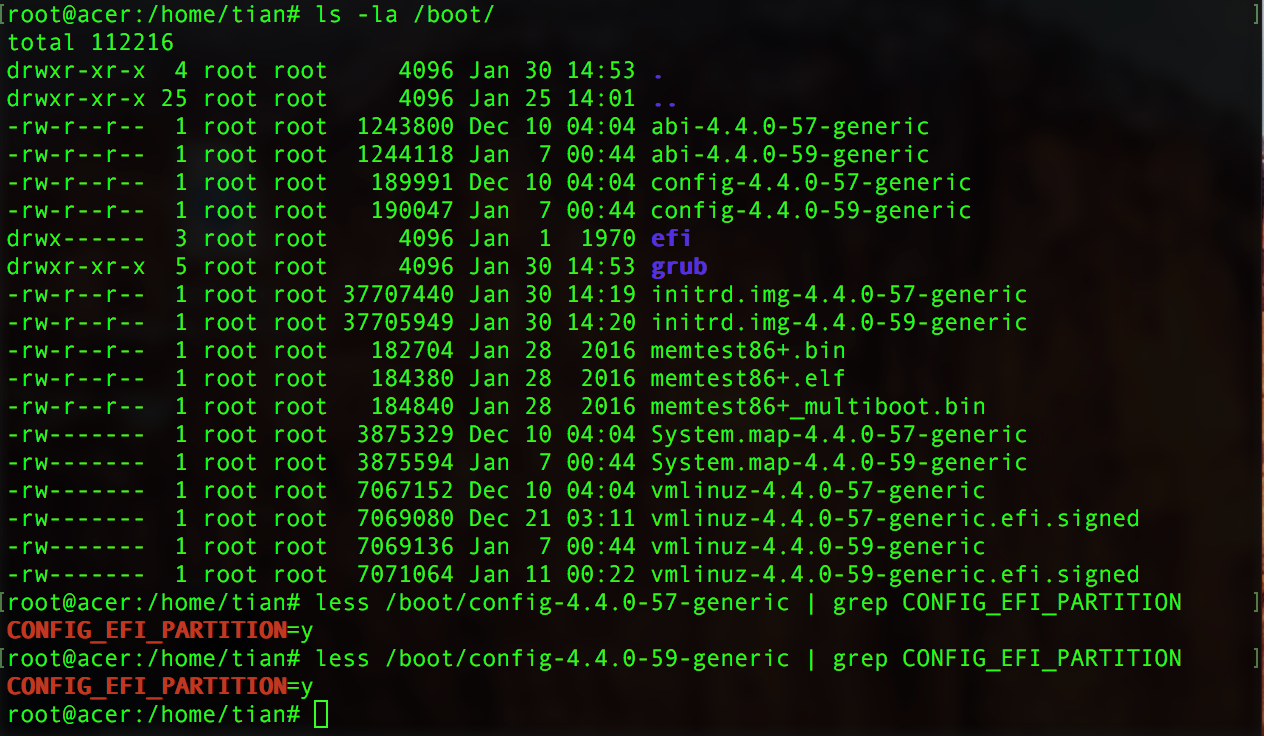 [root@acer:/home/tian# ls -la /boot/ ]
total 112216
drwxr-xr-x  4 root root     4096 Jan 30 14:53 .
drwxr-xr-x 25 root root     4096 Jan 25 14:01 ..
-rw-r--r--  1 root root  1243800 Dec 10 04:04 abi-4.4.0-57-generic
-rw-r--r--  1 root root  1244118 Jan  7 00:44 abi-4.4.0-59-generic
-rw-r--r--  1 root root   189991 Dec 10 04:04 config-4.4.0-57-generic
-rw-r--r--  1 root root   190047 Jan  7 00:44 config-4.4.0-59-generic
drwx------  3 root root     4096 Jan  1  1970 efi
drwxr-xr-x  5 root root     4096 Jan 30 14:53 grub
-rw-r--r--  1 root root 37707440 Jan 30 14:19 initrd.img-4.4.0-57-generic
-rw-r--r--  1 root root 37705949 Jan 30 14:20 initrd.img-4.4.0-59-generic
-rw-r--r--  1 root root   182704 Jan 28  2016 memtest86+.bin
-rw-r--r--  1 root root   184380 Jan 28  2016 memtest86+.elf
-rw-r--r--  1 root root   184840 Jan 28  2016 memtest86+_multiboot.bin
-rw-------  1 root root  3875329 Dec 10 04:04 System.map-4.4.0-57-generic
-rw-------  1 root root  3875594 Jan  7 00:44 System.map-4.4.0-59-generic
-rw-------  1 root root  7067152 Dec 10 04:04 vmlinuz-4.4.0-57-generic
-rw-------  1 root root  7069080 Dec 21 03:11 vmlinuz-4.4.0-57-generic.efi.signed
-rw-------  1 root root  7069136 Jan  7 00:44 vmlinuz-4.4.0-59-generic
-rw-------  1 root root  7071064 Jan 11 00:22 vmlinuz-4.4.0-59-generic.efi.signed
[root@acer:/home/tian# less /boot/config-4.4.0-57-generic | grep CONFIG_EFI_PARTITION ]
CONFIG_EFI_PARTITION=y
[root@acer:/home/tian# less /boot/config-4.4.0-59-generic | grep CONFIG_EFI_PARTITION ]
CONFIG_EFI_PARTITION=y
root@acer:/home/tian#